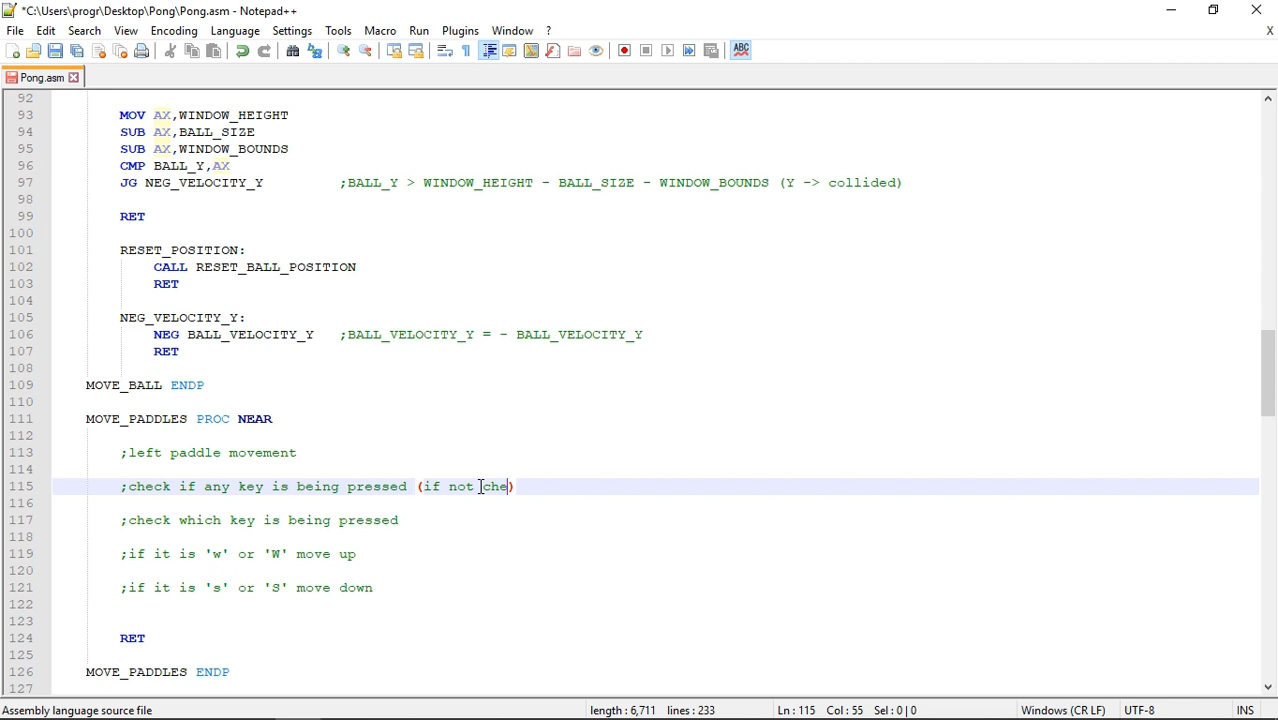 *C:\Users\progr\Desktop\Pong\Pong.asm - Notepad++
File Edit Search View Encoding Language Settings Tools Macro Run Plugins Window ? X
ABC
Pong.asm
92
93 MOV AX,WINDOW_HEIGHT
94 SUB AX,BALL_SIZE
95 SUB AX,WINDOW_BOUNDS
96 CMP BALL_Y,AX
97 JG NEG_VELOCITY_Y ;BALL_Y > WINDOW_HEIGHT - BALL_SIZE - WINDOW_BOUNDS (Y -> collided)
98
99 RET
100
101 RESET_POSITION:
102 CALL RESET_BALL_POSITION
103 RET
104
105 NEG_VELOCITY_Y:
106 NEG BALL_VELOCITY_Y ;BALL_VELOCITY_Y = - BALL_VELOCITY_Y
107 RET
108
109 MOVE_BALL ENDP
110
111 MOVE_PADDLES PROC NEAR
112
113 ;left paddle movement
114
115 ;check if any key is being pressed (if not che)
116
117 ;check which key is being pressed
118
119 ;if it is 'w' or 'W' move up
120
121 ;if it is 's' or 'S' move down
122
123
124 RET
125
126 MOVE_PADDLES ENDP
127
Assembly language source file length : 6,711 lines : 233 Ln : 115 Col : 55 Sel : 0 | 0 Windows (CR LF) UTF-8 INS